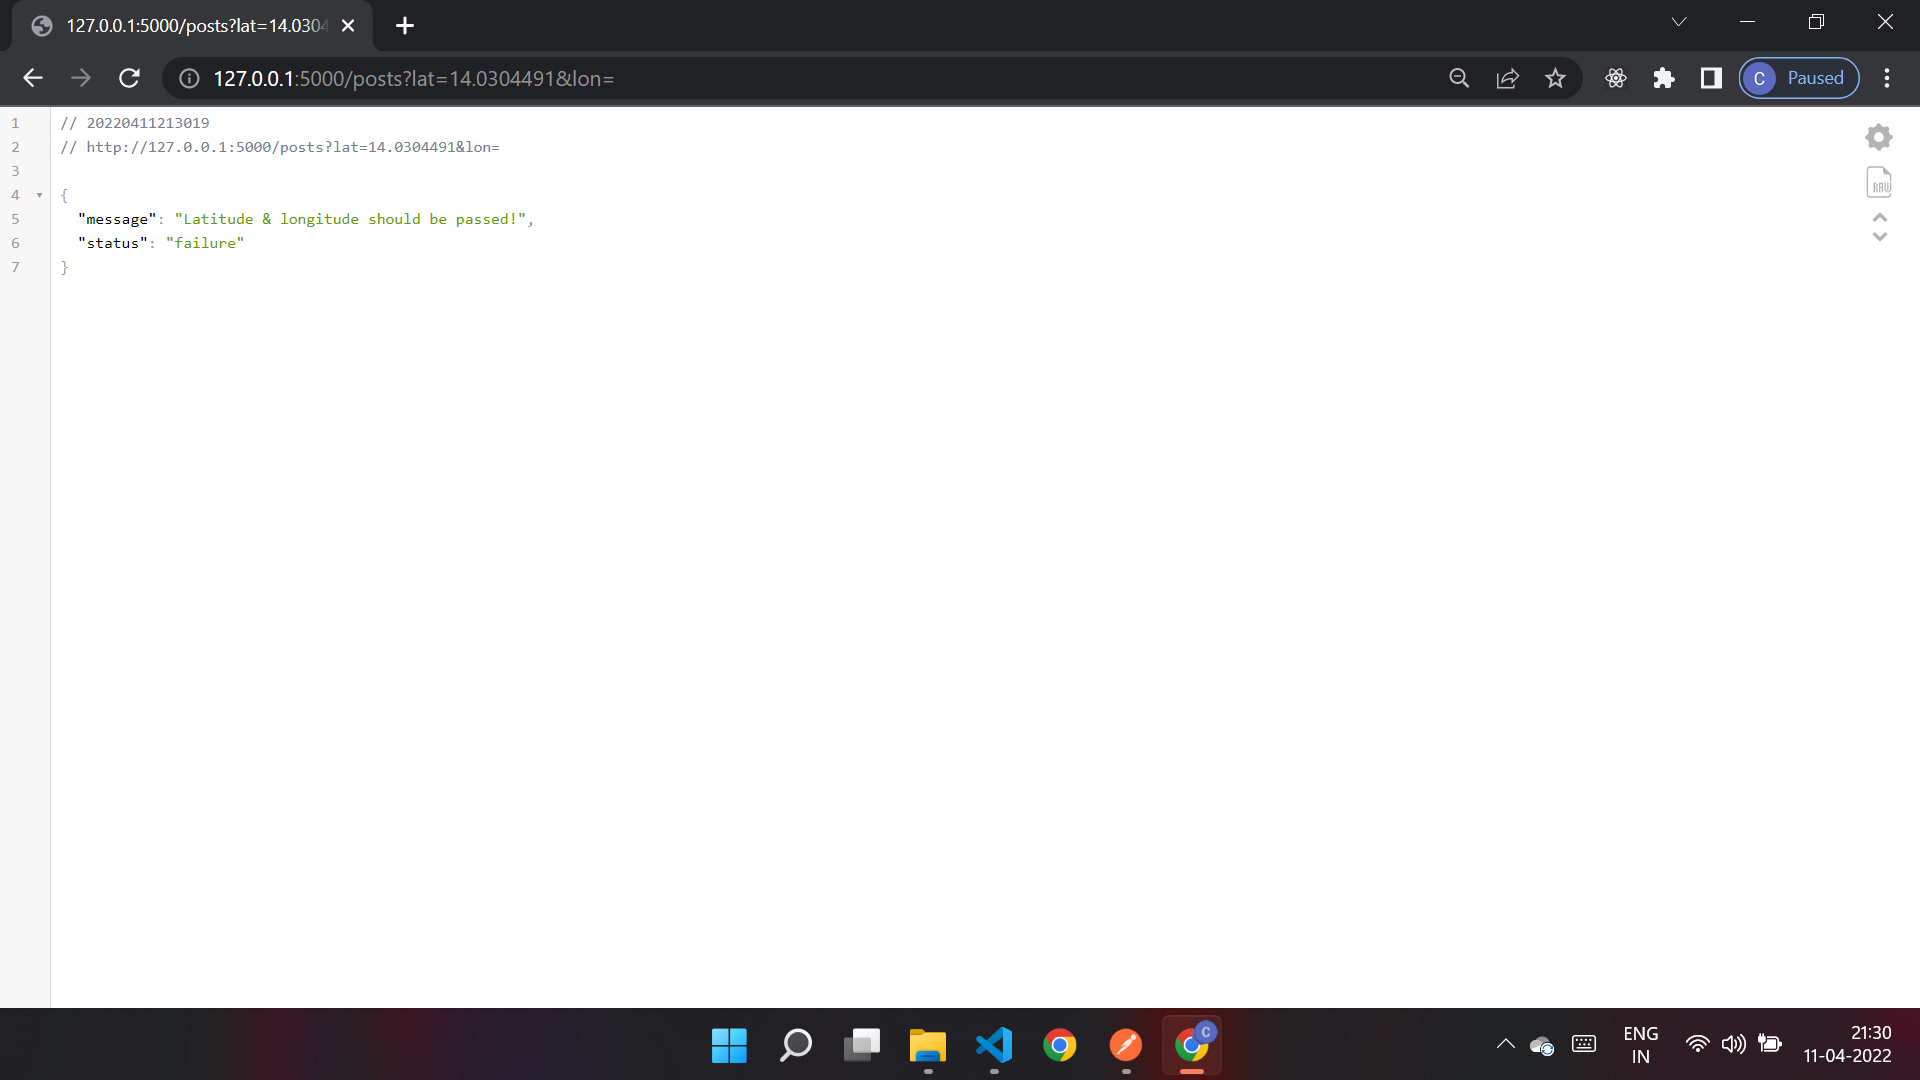 127.0.0.1:5000/posts?lat=14.0304
127.0.0.1:5000/posts?lat=14.0304491&lon=
C Paused
1 // 20220411213019
2 // http://127.0.0.1:5000/posts?lat=14.0304491&lon=
3
4 {
5 "message": "Latitude & longitude should be passed!",
6 "status": "failure"
7 }
RAW
C
ENG
IN
21:30
11-04-2022